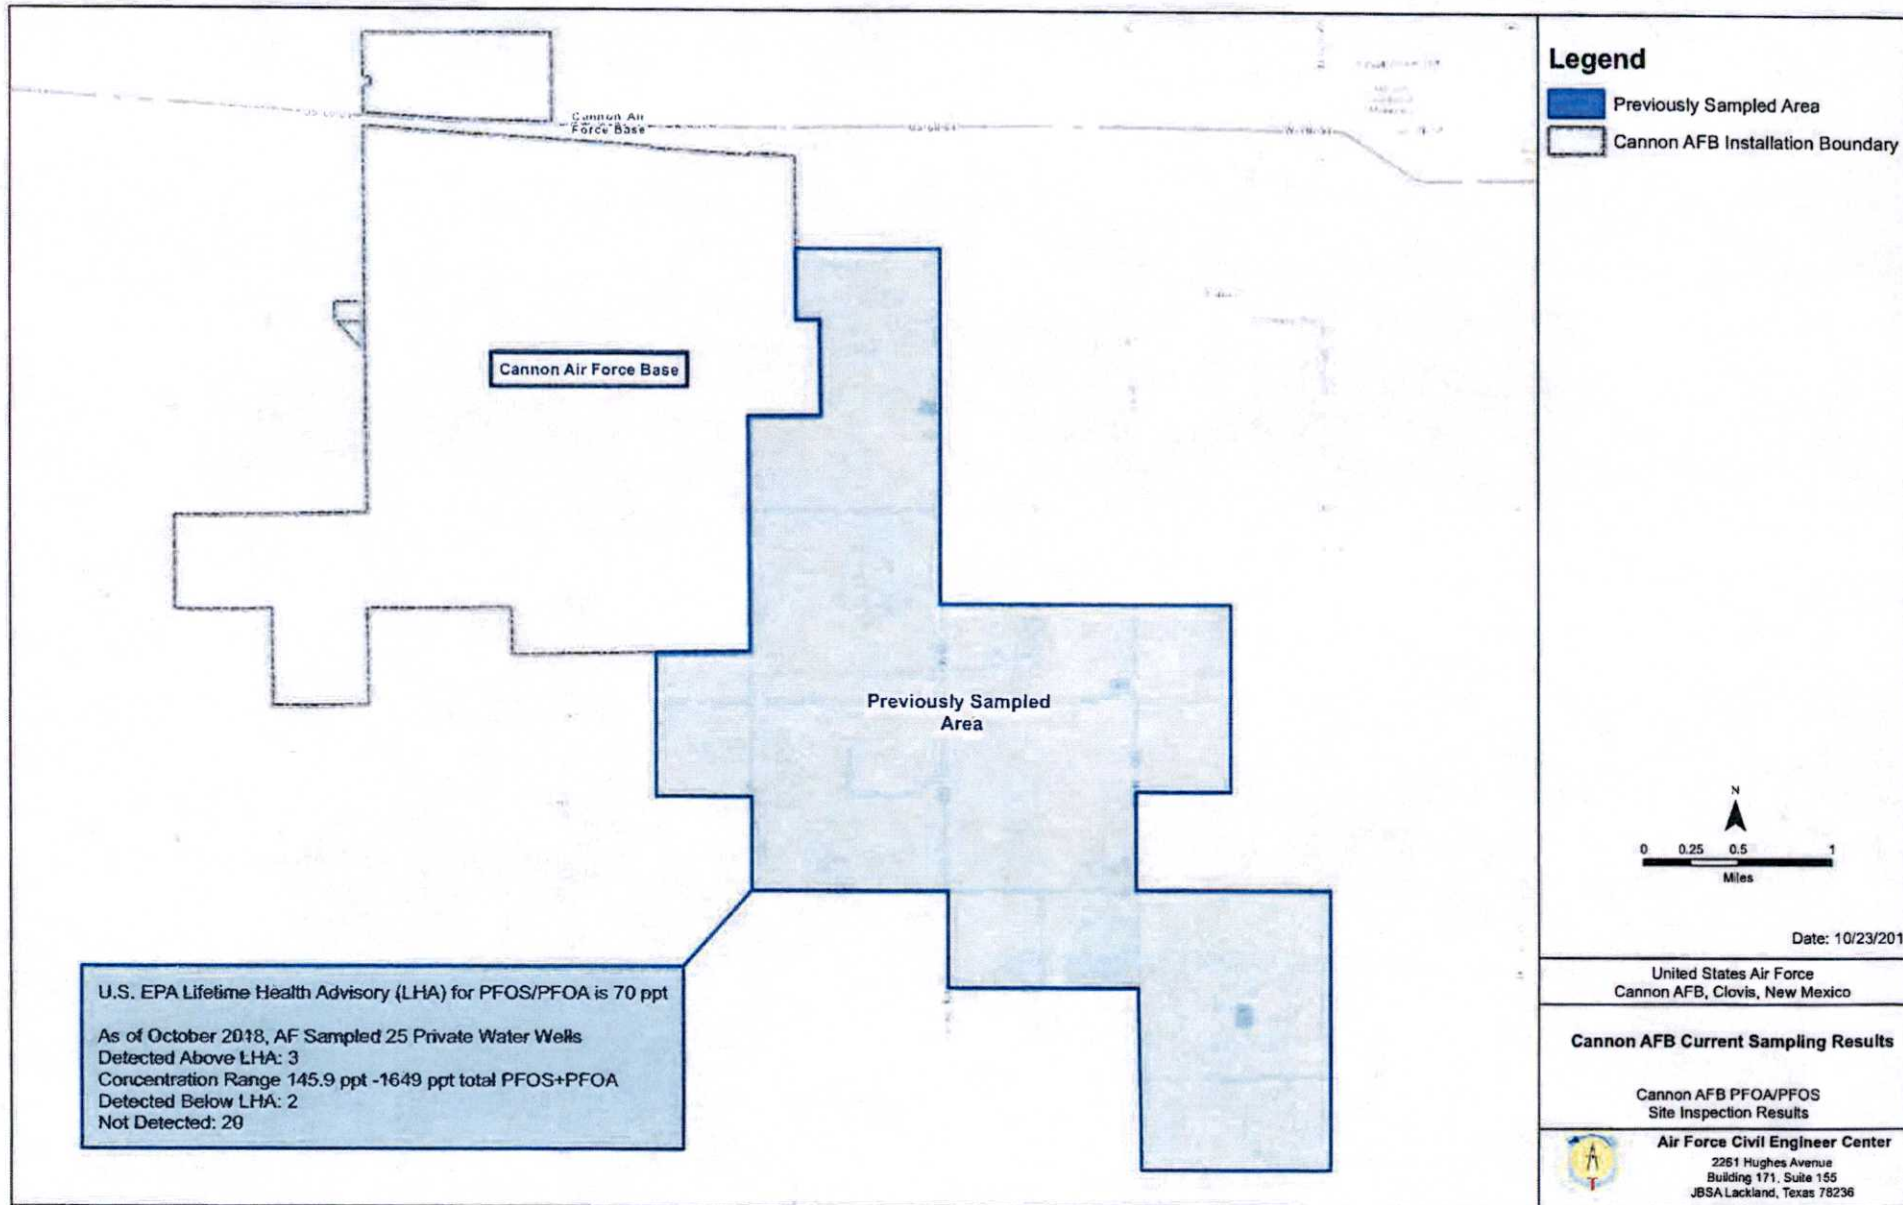 Cannon Air
Force Base
Cannon Air Force Base
Previously Sampled
Area
U.S. EPA Lifetime Health Advisory (LHA) for PFOS/PFOA is 70 ppt
As of October 2018, AF Sampled 25 Private Water Wells
Detected Above LHA: 3
Concentration Range 145.9 ppt -1649 ppt total PFOS+PFOA
Detected Below LHA: 2
Not Detected: 20
Legend
Previously Sampled Area
Cannon AFB Installation Boundary
N
0 0.25 0.5 1
Miles
Date: 10/23/201
United States Air Force
Cannon AFB, Clovis, New Mexico
Cannon AFB Current Sampling Results
Cannon AFB PFOA/PFOS
Site Inspection Results
Air Force Civil Engineer Center
2261 Hughes Avenue
Building 171, Suite 155
JBSA Lackland, Texas 78236